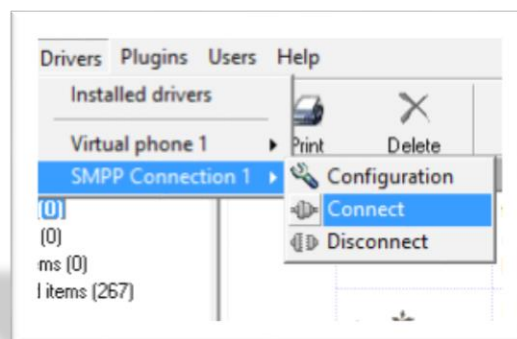 Drivers Plugins Users Help
Installed drivers
Virtual phone 1
Print Delete
SMPP Connection 1
Configuration
Connect
Disconnect
(0)
(0)
ms (0)
items (267)